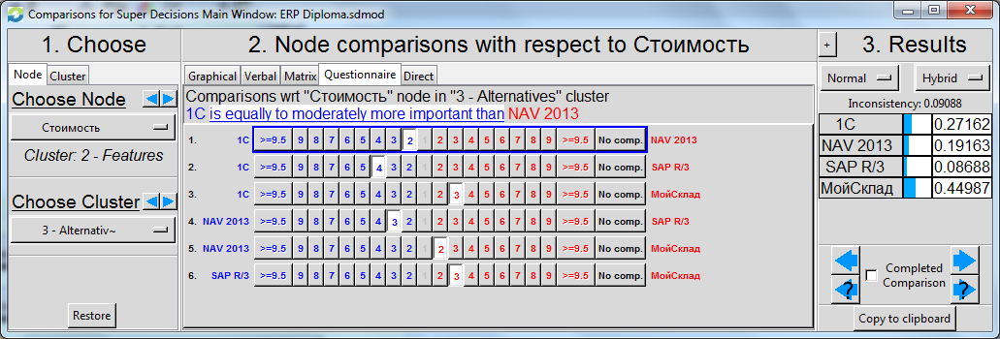 Comparisons for Super Decisions Main Window: ERP Diploma.sdmod
1. Choose
Node Cluster
Choose Node
Стоимость
Cluster: 2 - Features
Choose Cluster
3 - Alternativ~
Restore
2. Node comparisons with respect to Стоимость
Graphical Verbal Matrix Questionnaire Direct
Comparisons wrt "Стоимость" node in "3 - Alternatives" cluster
1C is equally to moderately more important than NAV 2013
1. 1C >=9.5 9 8 7 6 5 4 3 2 1 2 3 4 5 6 7 8 9 >=9.5 No comp. NAV 2013
2. 1C >=9.5 9 8 7 6 5 4 3 2 1 2 3 4 5 6 7 8 9 >=9.5 No comp. SAP R/3
3. 1C >=9.5 9 8 7 6 5 4 3 2 1 2 3 4 5 6 7 8 9 >=9.5 No comp. МойСклад
4. NAV 2013 >=9.5 9 8 7 6 5 4 3 2 1 2 3 4 5 6 7 8 9 >=9.5 No comp. SAP R/3
5. NAV 2013 >=9.5 9 8 7 6 5 4 3 2 1 2 3 4 5 6 7 8 9 >=9.5 No comp. МойСклад
6. SAP R/3 >=9.5 9 8 7 6 5 4 3 2 1 2 3 4 5 6 7 8 9 >=9.5 No comp. МойСклад
+ 3. Results
Normal Hybrid
Inconsistency: 0.09088
1C 0.27162
NAV 2013 0.19163
SAP R/3 0.08688
МойСклад 0.44987
Completed
Comparison
? ?
Copy to clipboard